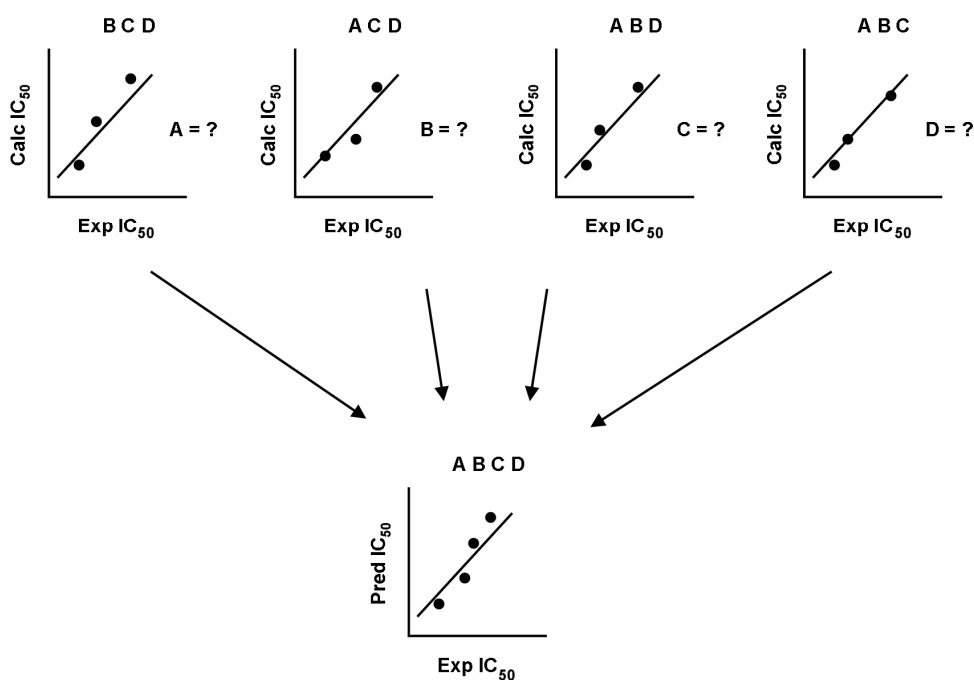 B C D
Calc IC50
A = ?
Exp IC50
A C D
Calc IC50
B = ?
Exp IC50
A B D
Calc IC50
C = ?
Exp IC50
A B C
Calc IC50
D = ?
Exp IC50
A B C D
Pred IC50
Exp IC50